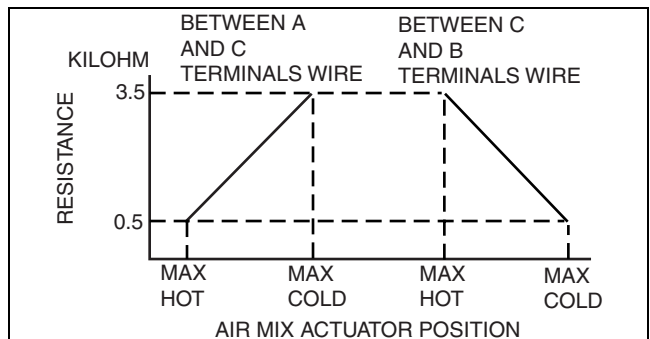 BETWEEN A
AND C
TERMINALS WIRE
BETWEEN C
AND B
TERMINALS WIRE
KILOHM
3.5
RESISTANCE
0.5
MAX
HOT
MAX
COLD
MAX
HOT
MAX
COLD
AIR MIX ACTUATOR POSITION